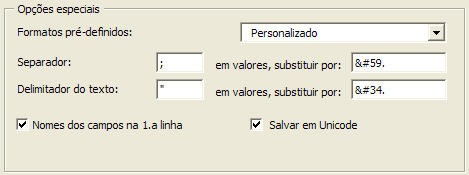 Opções especiais
Formatos pré-definidos: Personalizado
Separador: ; em valores, substituir por: &#59.
Delimitador do texto: " em valores, substituir por: &#34.
Nomes dos campos na 1.a linha Salvar em Unicode